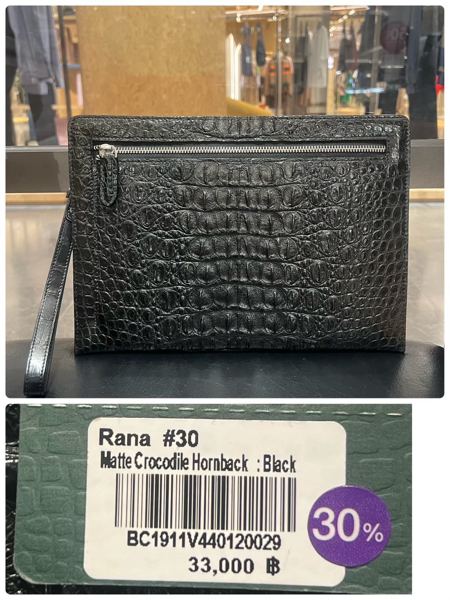 Rana #30
Matte Crocodile Hornback : Black
BC1911V440120029
33,000 ฿
30%